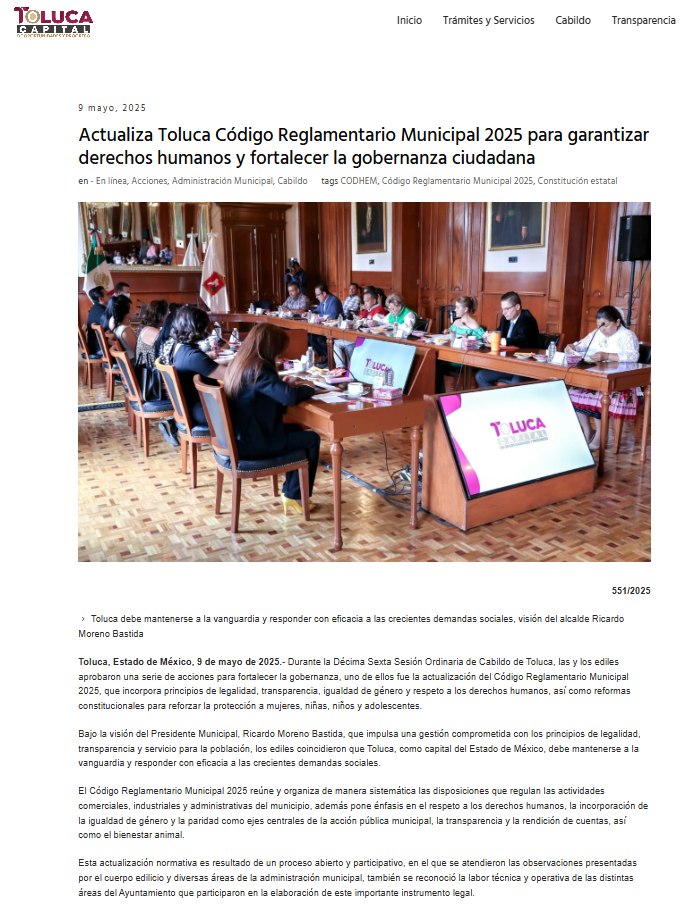 TOLUCA
CAPITAL
DE OPORTUNIDADES Y PROGRESO
Inicio Trámites y Servicios Cabildo Transparencia
9 mayo, 2025
Actualiza Toluca Código Reglamentario Municipal 2025 para garantizar
derechos humanos y fortalecer la gobernanza ciudadana
en - En línea, Acciones, Administración Municipal, Cabildo tags CODHEM, Código Reglamentario Municipal 2025, Constitución estatal
TOLUCA
TOLUCA
CAPITAL
551/2025
› Toluca debe mantenerse a la vanguardia y responder con eficacia a las crecientes demandas sociales, visión del alcalde Ricardo
Moreno Bastida
Toluca, Estado de México, 9 de mayo de 2025.- Durante la Décima Sexta Sesión Ordinaria de Cabildo de Toluca, las y los ediles
aprobaron una serie de acciones para fortalecer la gobernanza, uno de ellos fue la actualización del Código Reglamentario Municipal
2025, que incorpora principios de legalidad, transparencia, igualdad de género y respeto a los derechos humanos, así como reformas
constitucionales para reforzar la protección a mujeres, niñas, niños y adolescentes.
Bajo la visión del Presidente Municipal, Ricardo Moreno Bastida, que impulsa una gestión comprometida con los principios de legalidad,
transparencia y servicio para la población, los ediles coincidieron que Toluca, como capital del Estado de México, debe mantenerse a la
vanguardia y responder con eficacia a las crecientes demandas sociales.
El Código Reglamentario Municipal 2025 reúne y organiza de manera sistemática las disposiciones que regulan las actividades
comerciales, industriales y administrativas del municipio, además pone énfasis en el respeto a los derechos humanos, la incorporación de
la igualdad de género y la paridad como ejes centrales de la acción pública municipal, la transparencia y la rendición de cuentas, así
como el bienestar animal.
Esta actualización normativa es resultado de un proceso abierto y participativo, en el que se atendieron las observaciones presentadas
por el cuerpo edilicio y diversas áreas de la administración municipal, también se reconoció la labor técnica y operativa de las distintas
áreas del Ayuntamiento que participaron en la elaboración de este importante instrumento legal.